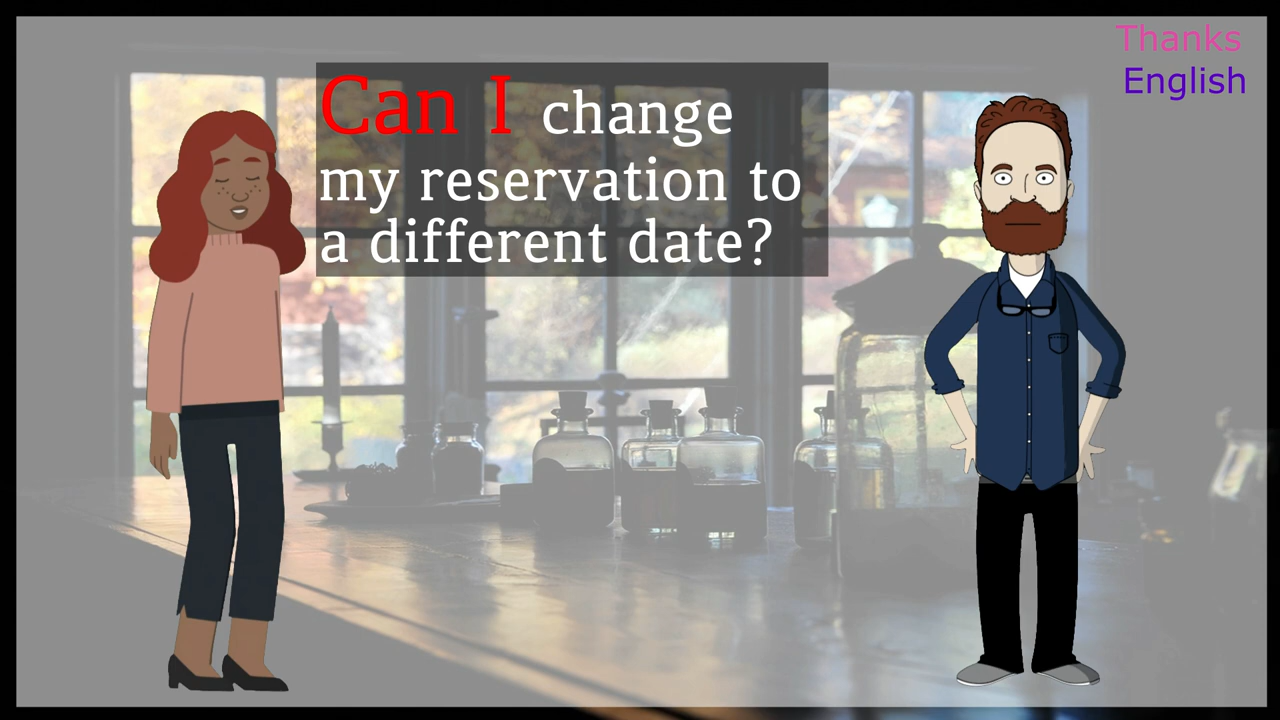 Thanks
English
Can I change
my reservation to
a different date?